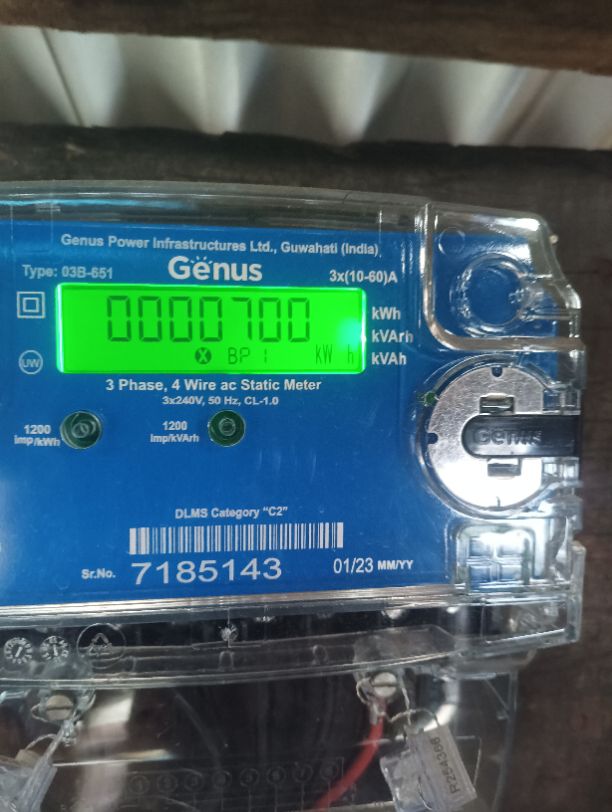 Genus Power Infrastructures Ltd., Guwahati (India)
Type: 03B-651
Genus
3x(10-60)A
0000700
kWh
kVArh
kVAh
X BP 1 kW h
UW
3 Phase, 4 Wire ac Static Meter
3x240V, 50 Hz, CL-1.0
1200
imp/kWh
1200
Imp/kVArh
Genus
DLMS Category "C2"
Sr.No. 7185143
01/23 MM/YY
P.264366